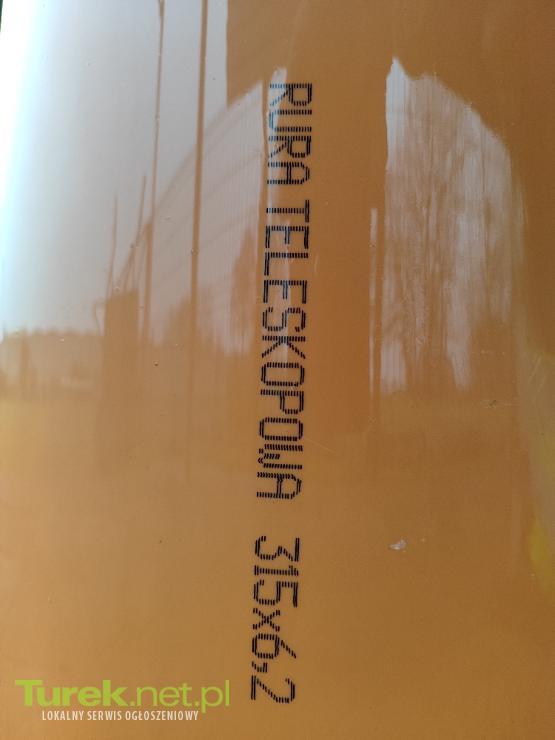 RURA TELESKOPOWA 315x6,2
Turek.net.pl
LOKALNY SERWIS OGŁOSZENIOWY